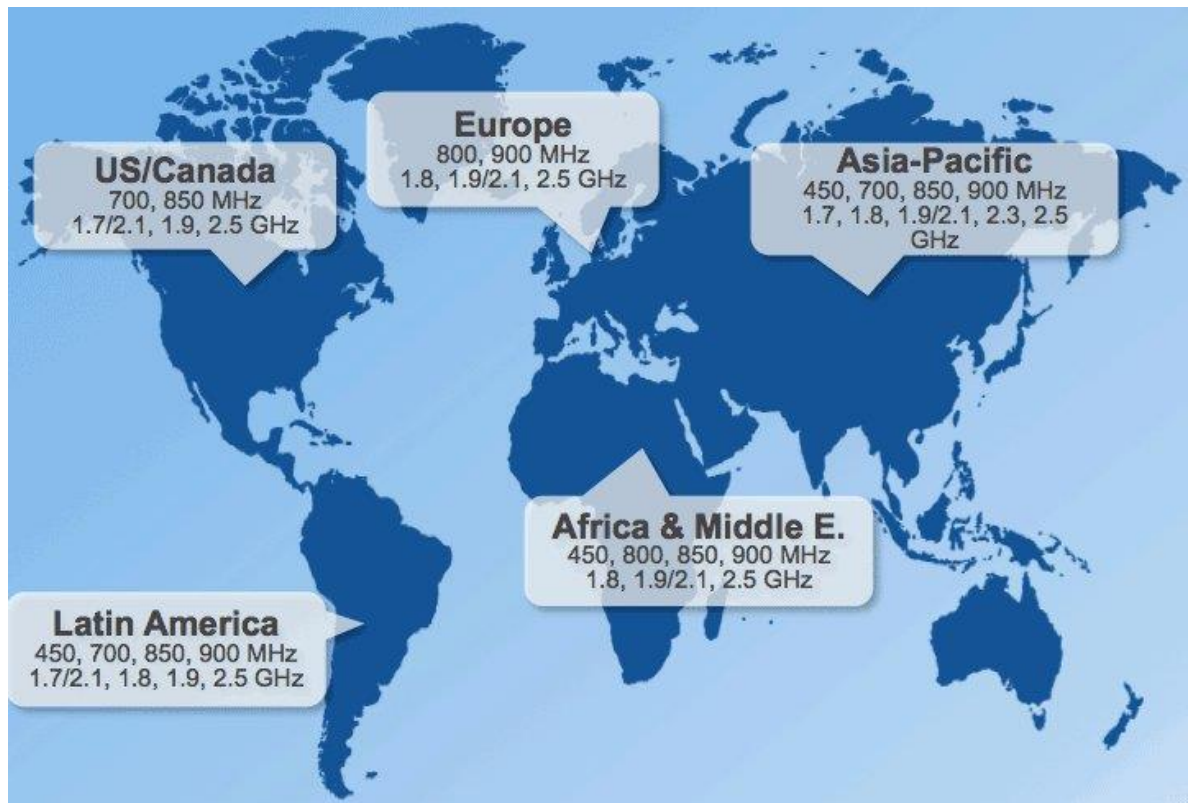 US/Canada
700, 850 MHz
1.7/2.1, 1.9, 2.5 GHz
Europe
800, 900 MHz
1.8, 1.9/2.1, 2.5 GHz
Asia-Pacific
450, 700, 850, 900 MHz
1.7, 1.8, 1.9/2.1, 2.3, 2.5
GHz
Africa & Middle E.
450, 800, 850, 900 MHz
1.8, 1.9/2.1, 2.5 GHz
Latin America
450, 700, 850, 900 MHz
1.7/2.1, 1.8, 1.9, 2.5 GHz